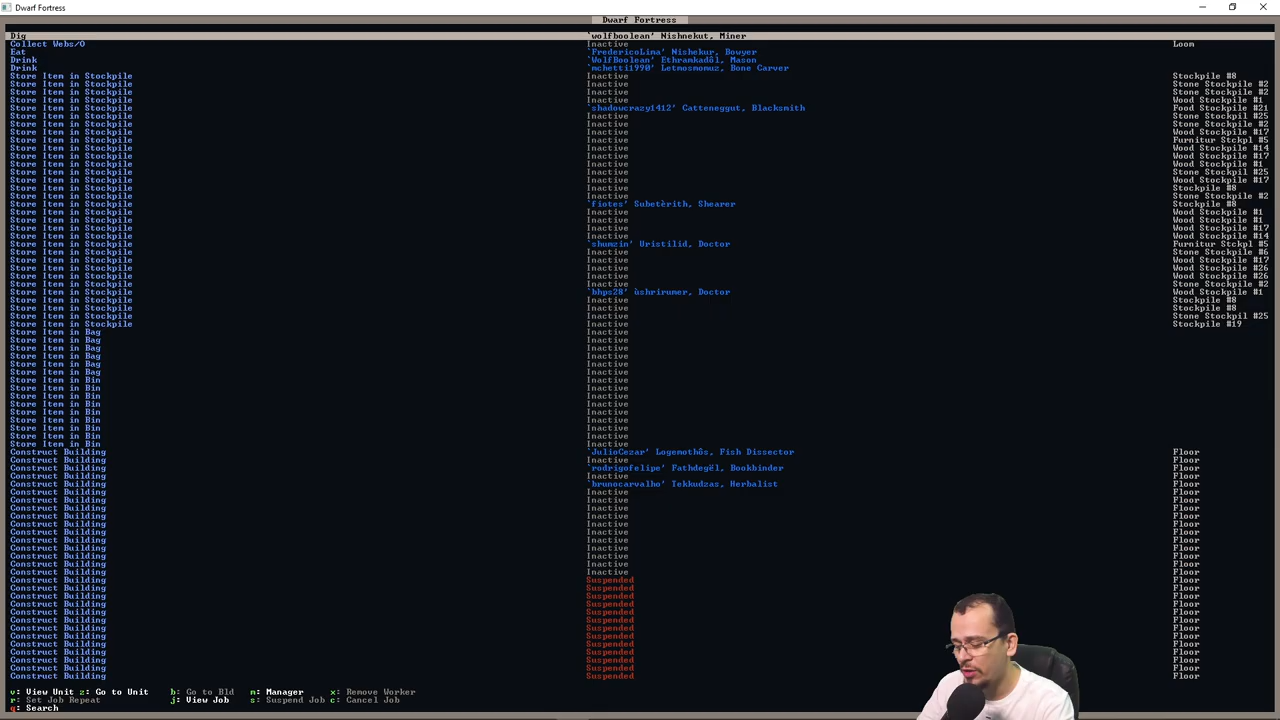 Dwarf Fortress
Dwarf Fortress
Dig `wolfboolean' Nishnekut, Miner
Collect Webs/O Inactive Loom
Eat `FredericoLima' Nishekur, Bowyer
Drink `WolfBoolean' Ethramkadôl, Mason
Drink `mchetti1990' Letmosmomuz, Bone Carver
Store Item in Stockpile Inactive Stockpile #8
Store Item in Stockpile Inactive Stone Stockpile #2
Store Item in Stockpile Inactive Stone Stockpile #2
Store Item in Stockpile Inactive Wood Stockpile #1
Store Item in Stockpile `shadowcrazy1412' Catteneggut, Blacksmith Food Stockpile #21
Store Item in Stockpile Inactive Stone Stockpil #25
Store Item in Stockpile Inactive Stone Stockpile #2
Store Item in Stockpile Inactive Wood Stockpile #17
Store Item in Stockpile Inactive Furnitur Stckpl #5
Store Item in Stockpile Inactive Wood Stockpile #14
Store Item in Stockpile Inactive Wood Stockpile #17
Store Item in Stockpile Inactive Wood Stockpile #1
Store Item in Stockpile Inactive Stone Stockpil #25
Store Item in Stockpile Inactive Wood Stockpile #17
Store Item in Stockpile Inactive Stockpile #8
Store Item in Stockpile Inactive Stone Stockpile #2
Store Item in Stockpile `fiotes' Subetèrith, Shearer Stockpile #8
Store Item in Stockpile Inactive Wood Stockpile #1
Store Item in Stockpile Inactive Wood Stockpile #1
Store Item in Stockpile Inactive Wood Stockpile #17
Store Item in Stockpile Inactive Wood Stockpile #14
Store Item in Stockpile `shumzin' Uristilid, Doctor Furnitur Stckpl #5
Store Item in Stockpile Inactive Stone Stockpile #6
Store Item in Stockpile Inactive Wood Stockpile #17
Store Item in Stockpile Inactive Wood Stockpile #26
Store Item in Stockpile Inactive Wood Stockpile #26
Store Item in Stockpile Inactive Stone Stockpile #2
Store Item in Stockpile `bhps28' ùshrirumer, Doctor Wood Stockpile #1
Store Item in Stockpile Inactive Stockpile #8
Store Item in Stockpile Inactive Stockpile #8
Store Item in Stockpile Inactive Stone Stockpil #25
Store Item in Stockpile Inactive Stockpile #19
Store Item in Bag Inactive
Store Item in Bag Inactive
Store Item in Bag Inactive
Store Item in Bag Inactive
Store Item in Bag Inactive
Store Item in Bag Inactive
Store Item in Bin Inactive
Store Item in Bin Inactive
Store Item in Bin Inactive
Store Item in Bin Inactive
Store Item in Bin Inactive
Store Item in Bin Inactive
Store Item in Bin Inactive
Store Item in Bin Inactive
Store Item in Bin Inactive
Construct Building `JulioCezar' Logemothôs, Fish Dissector Floor
Construct Building Inactive Floor
Construct Building `rodrigofelipe' Fathdegël, Bookbinder Floor
Construct Building Inactive Floor
Construct Building `brunocarvalho' Tekkudzas, Herbalist Floor
Construct Building Inactive Floor
Construct Building Inactive Floor
Construct Building Inactive Floor
Construct Building Inactive Floor
Construct Building Inactive Floor
Construct Building Inactive Floor
Construct Building Inactive Floor
Construct Building Inactive Floor
Construct Building Inactive Floor
Construct Building Inactive Floor
Construct Building Inactive Floor
Construct Building Suspended Floor
Construct Building Suspended Floor
Construct Building Suspended Floor
Construct Building Suspended Floor
Construct Building Suspended Floor
Construct Building Suspended Floor
Construct Building Suspended Floor
Construct Building Suspended Floor
Construct Building Suspended Floor
Construct Building Suspended Floor
Construct Building Suspended Floor
Construct Building Suspended Floor
Construct Building Suspended Floor
v: View Unit z: Go to Unit b: Go to Bld m: Manager x: Remove Worker
r: Set Job Repeat j: View Job s: Suspend Job c: Cancel Job
q: Search